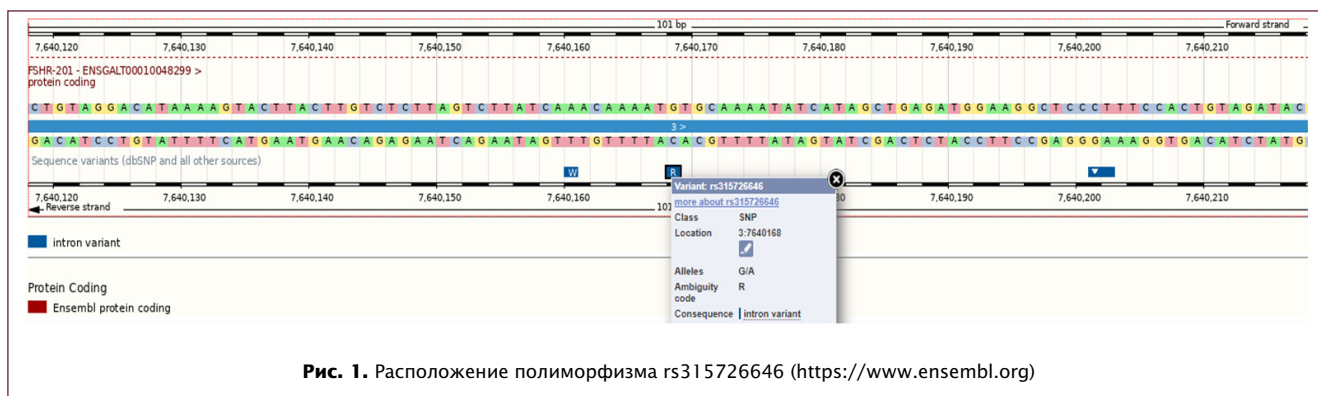 101 bp Forward strand
7,640,120 7,640,130 7,640,140 7,640,150 7,640,160 7,640,170 7,640,180 7,640,190 7,640,200 7,640,210
FSHR-201 - ENSGALT00010048299 >
protein coding
C T G T A G G A C A T A A A A G T A C T T A C T T G T C T C T T A G T C T T A T C A A A C A A A A T G T G C A A A A T A T C A T A G C T G A G A T G G A A G G C T C C C T T T C C A C T G T A G A T A C
3 >
G A C A T C C T G T A T T T T C A T G A A T G A A C A G A G A A T C A G A A T A G T T T G T T T T A C A C G T T T T A T A G T A T C G A C T C T A C C T T C C G A G G G A A A G G T G A C A T C T A T G
Sequence variants (dbSNP and all other sources)
W R
Variant: rs315726646
7,640,120 7,640,130 7,640,140 7,640,150 7,640,160 7,640,190 7,640,200 7,640,210
Reverse strand
more about rs315726646
Class SNP
Location 3:7640168
intron variant
Alleles G/A
Protein Coding
Ambiguity code R
Ensembl protein coding
Consequence intron variant
Рис. 1. Расположение полиморфизма rs315726646 (https://www.ensembl.org)